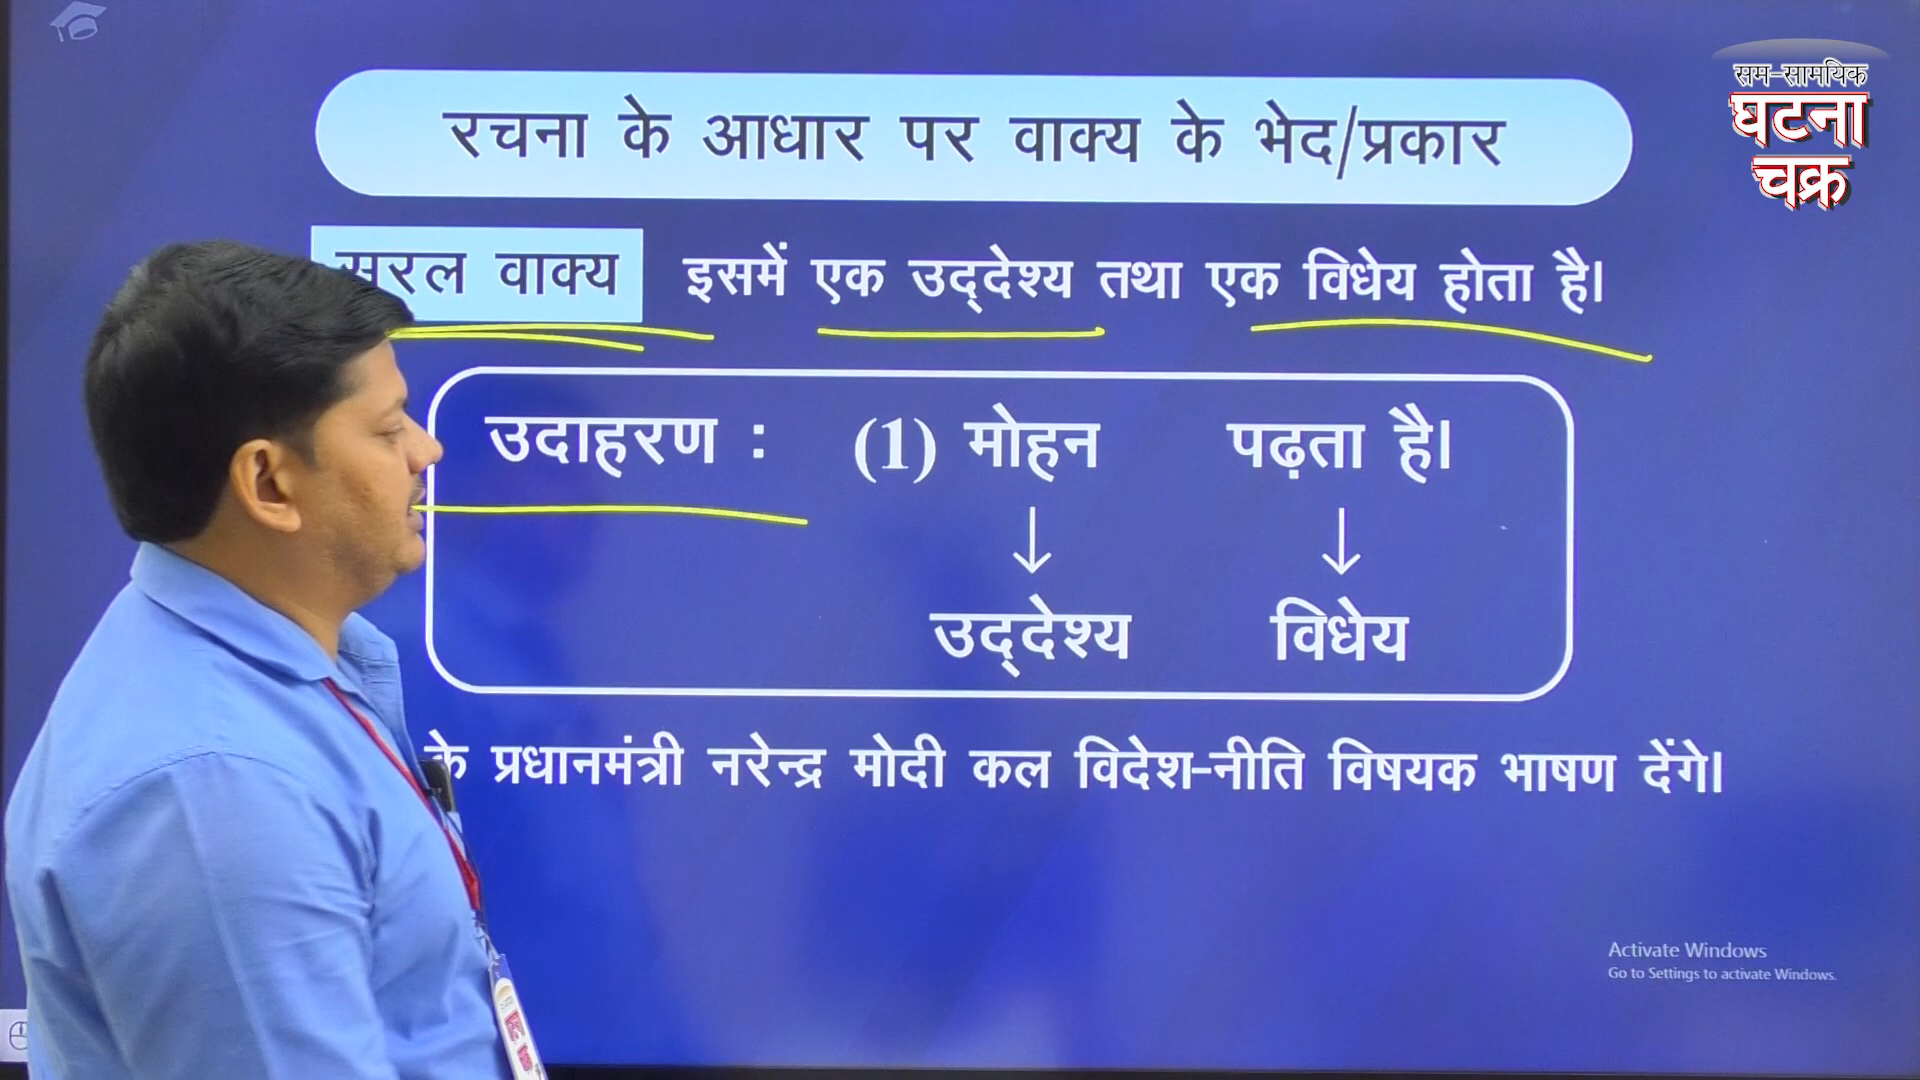 सम-सामयिक
घटना
चक्र
रचना के आधार पर वाक्य के भेद/प्रकार
सरल वाक्य इसमें एक उद्देश्य तथा एक विधेय होता है।
उदाहरण : (1) मोहन पढ़ता है।
↓ ↓
उद्देश्य विधेय
के प्रधानमंत्री नरेन्द्र मोदी कल विदेश-नीति विषयक भाषण देंगे।
Activate Windows
Go to Settings to activate Windows.